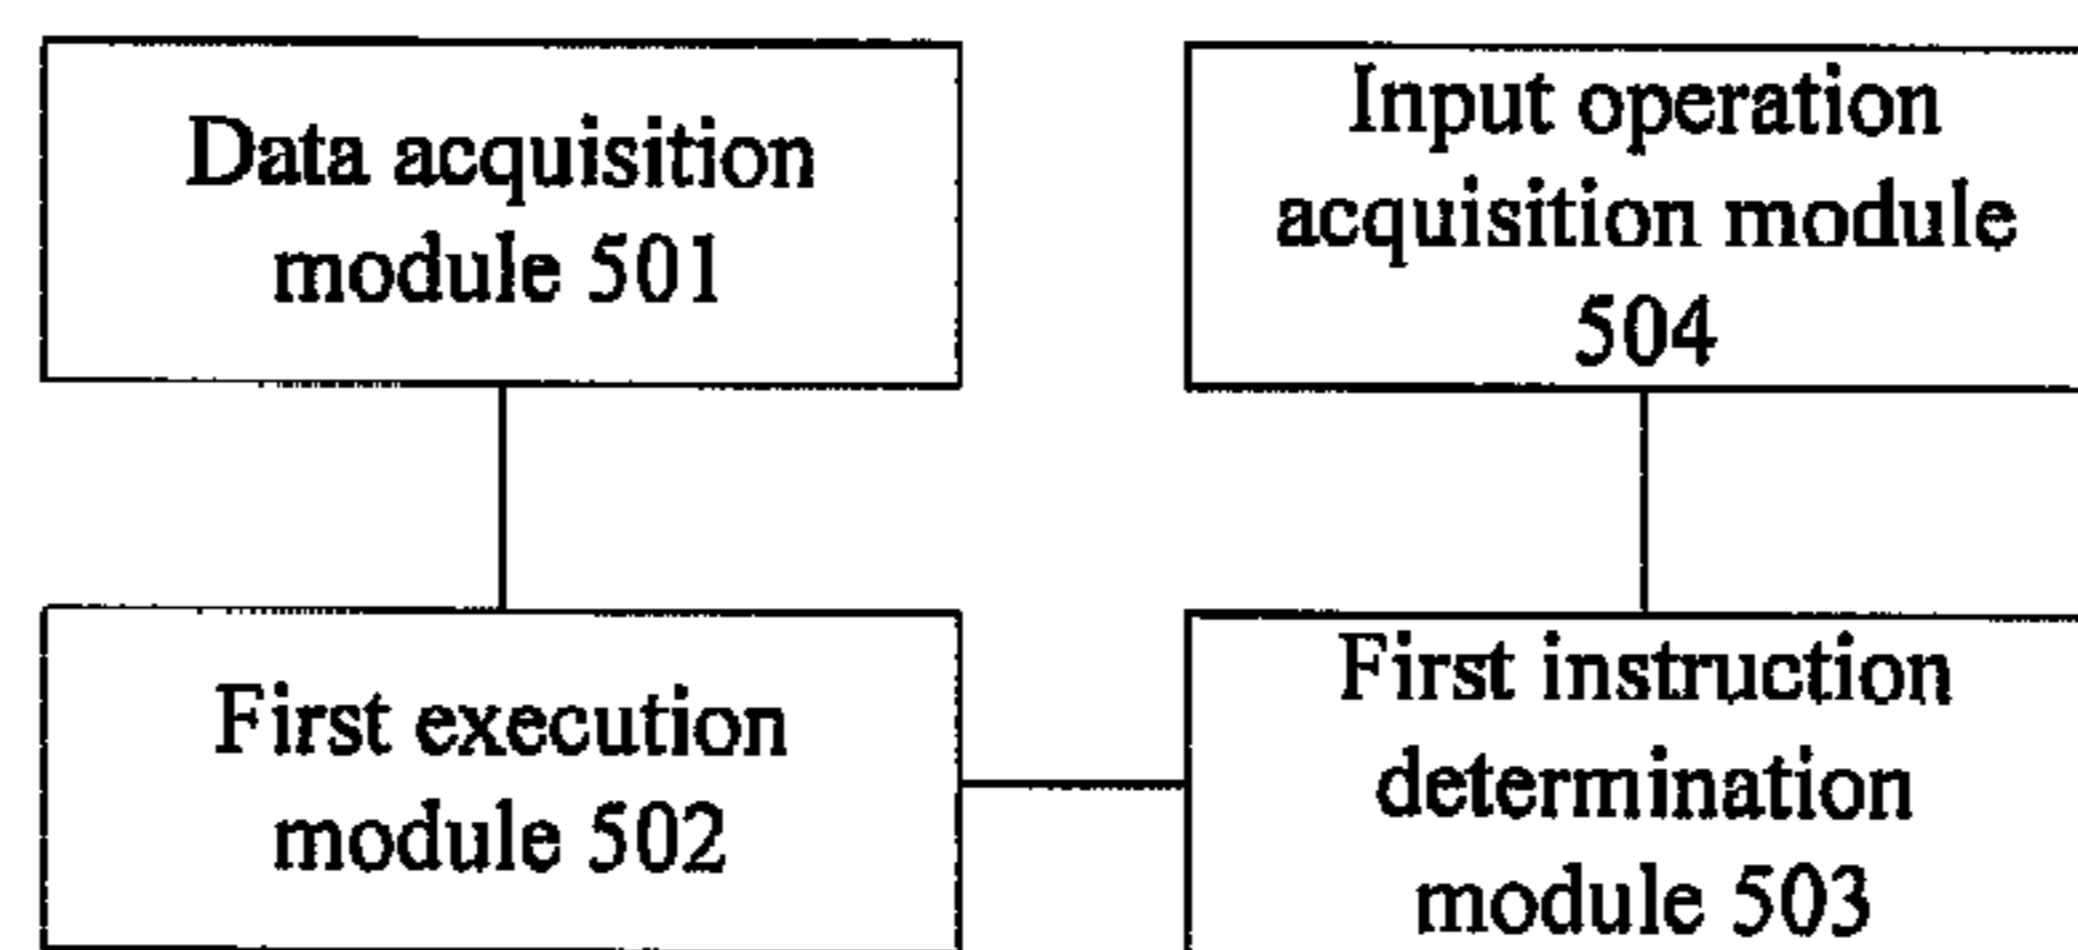 Data acquisition
module 501
Input operation
acquisition module
504
First execution
module 502
First instruction
determination
module 503